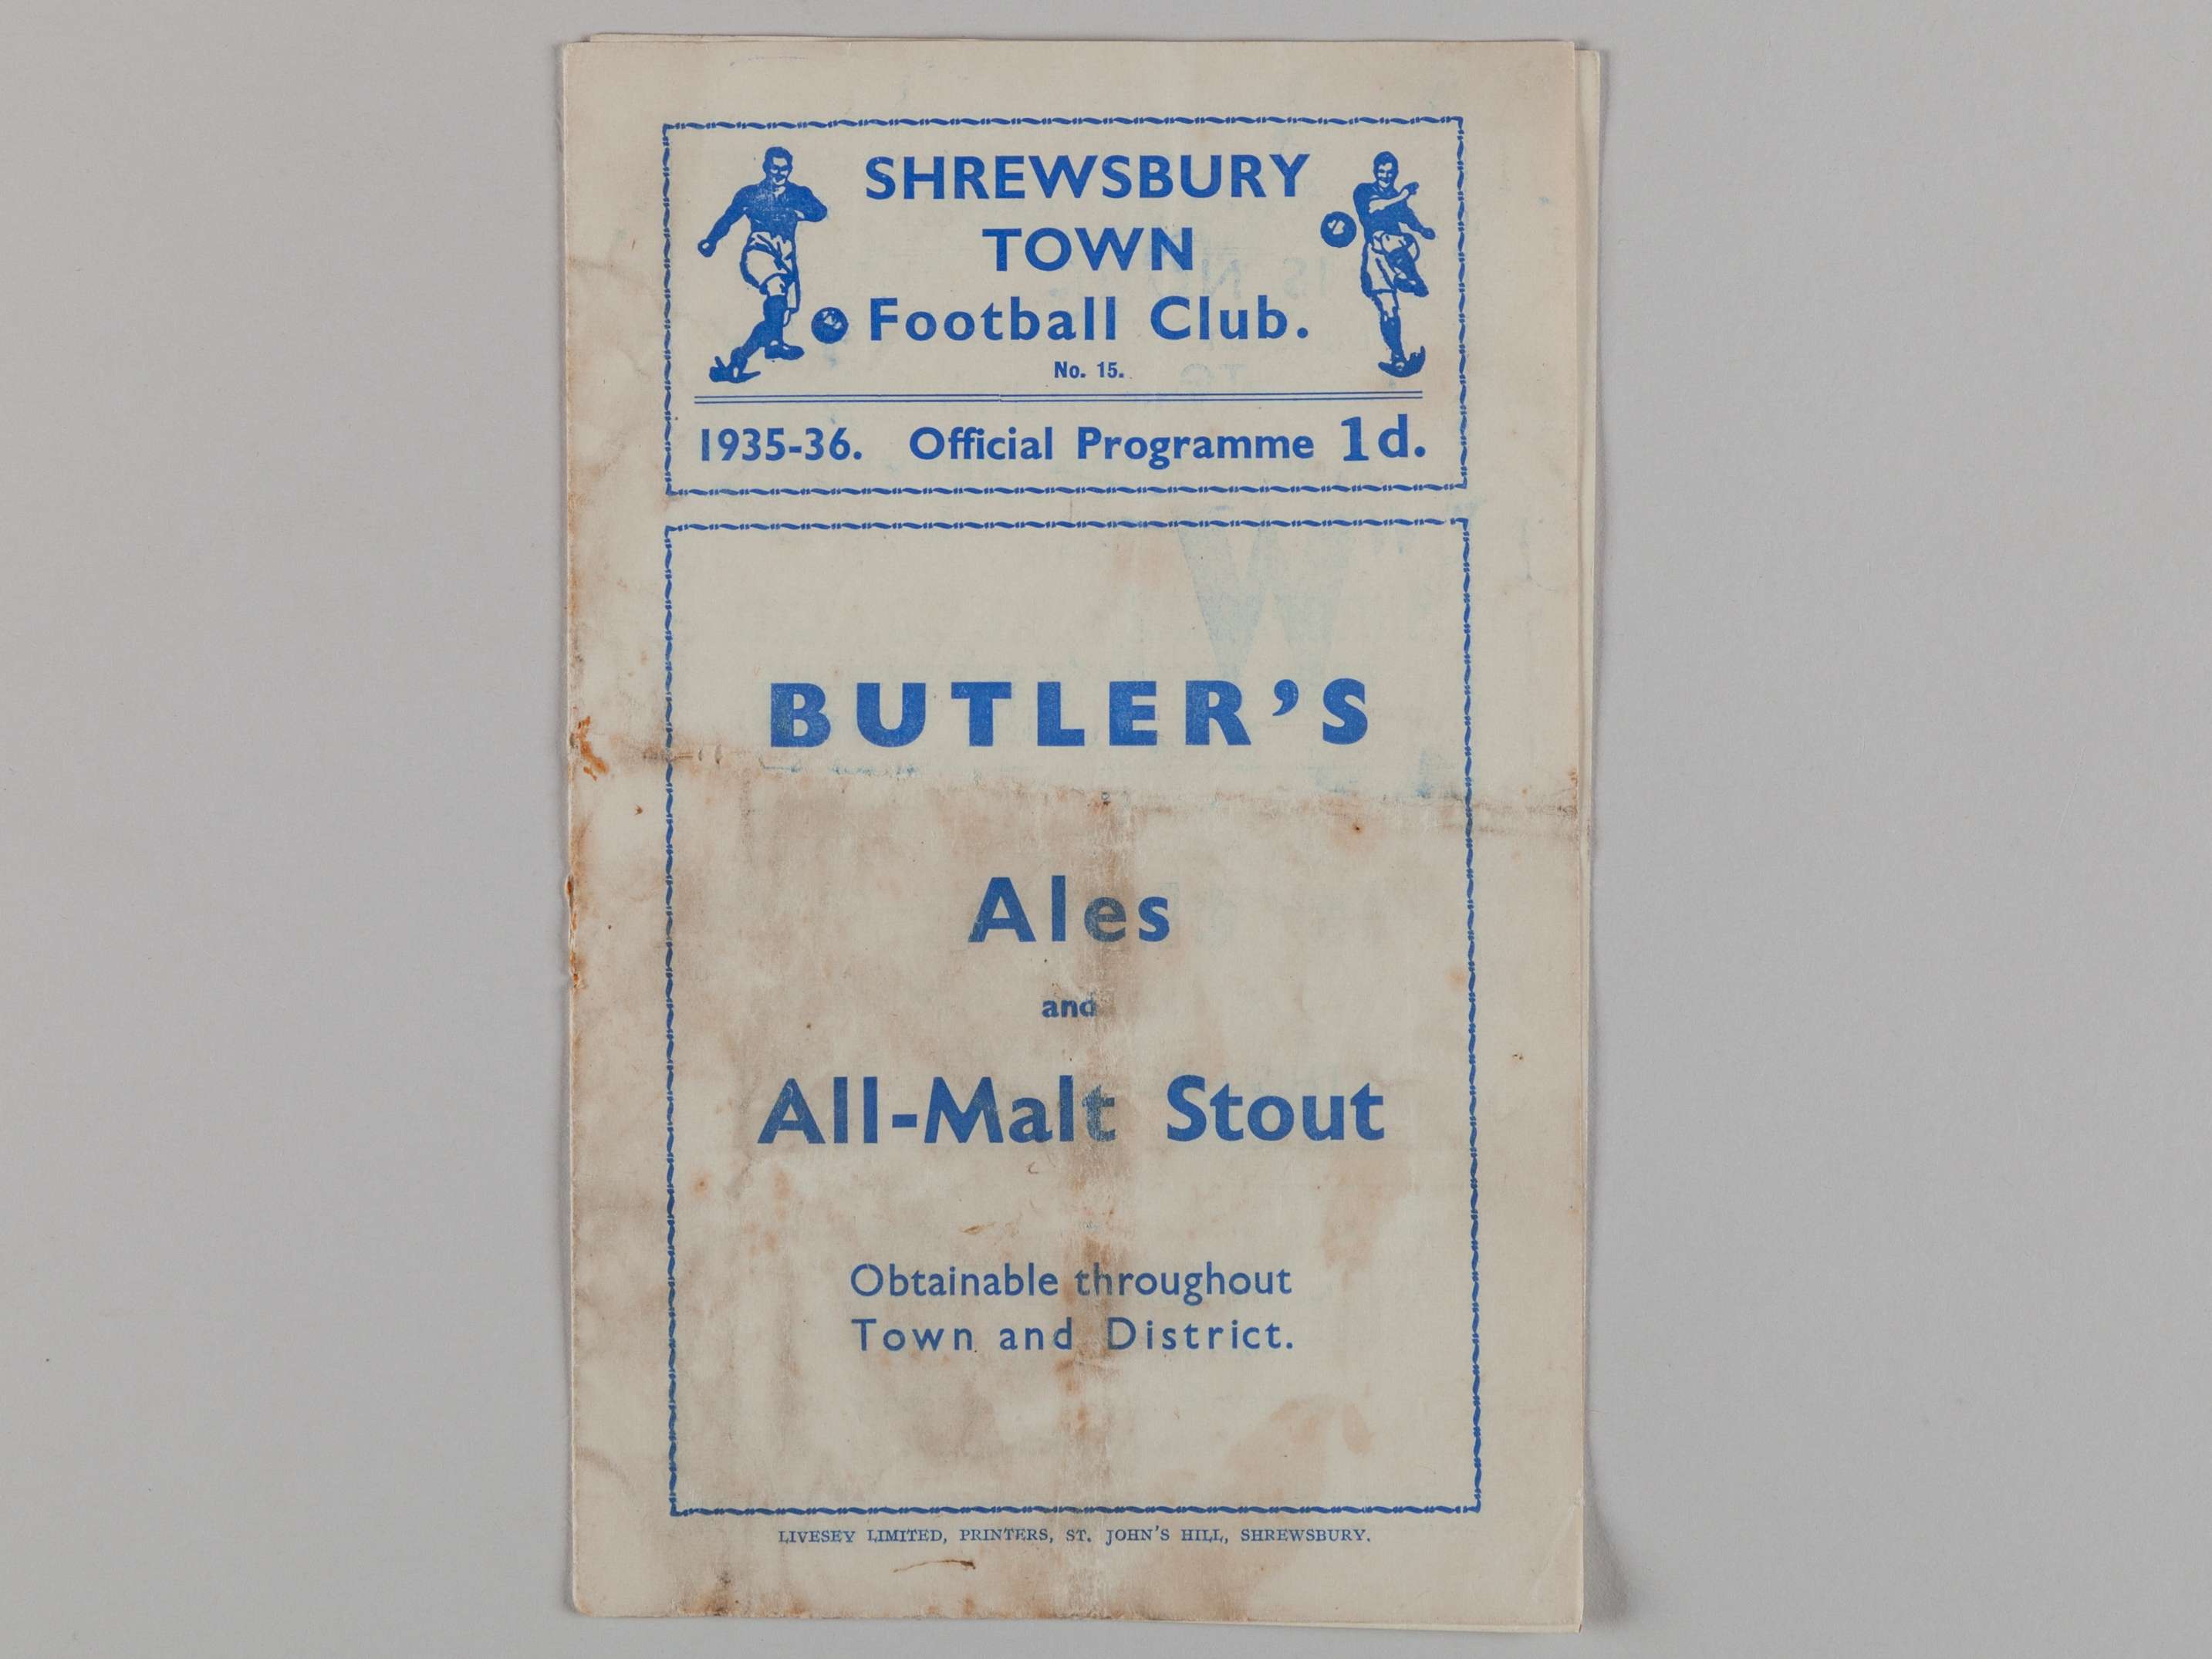 SHREWSBURY
TOWN
Football Club.
No. 15.
1935-36. Official Programme 1d.
BUTLER'S
Ales
and
All-Malt Stout
Obtainable throughout
Town and District.
LIVESEY LIMITED, PRINTERS, ST. JOHN'S HILL, SHREWSBURY.